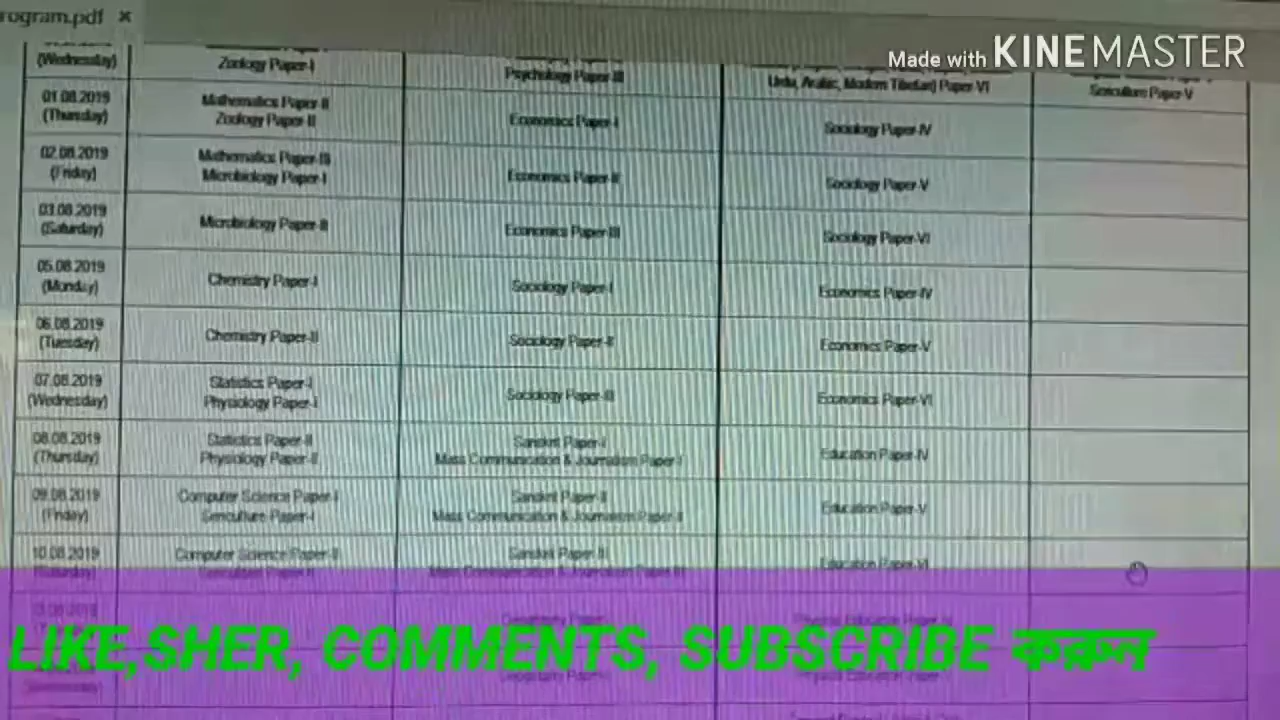 rogram.pdf ×
Made with KINEMASTER
(Wednesday)
Zoology Paper-I
Psychology Paper-III
Urdu, Arabic, Modern Tibetan) Paper-VI
Sericulture Paper-V
01.08.2019
(Thursday)
Mathematics Paper-II
Zoology Paper-II
Economics Paper-I
Sociology Paper-IV
02.08.2019
(Friday)
Mathematics Paper-III
Microbiology Paper-I
Economics Paper-II
Sociology Paper-V
03.08.2019
(Saturday)
Microbiology Paper-II
Economics Paper-III
Sociology Paper-VI
05.08.2019
(Monday)
Chemistry Paper-I
Sociology Paper-I
Economics Paper-IV
06.08.2019
(Tuesday)
Chemistry Paper-II
Sociology Paper-II
Economics Paper-V
07.08.2019
(Wednesday)
Statistics Paper-I
Physiology Paper-I
Sociology Paper-III
Economics Paper-VI
08.08.2019
(Thursday)
Statistics Paper-II
Physiology Paper-II
Sanskrit Paper-I
Mass Communication & Journalism Paper-I
Education Paper-IV
09.08.2019
(Friday)
Computer Science Paper-I
Sericulture Paper-I
Sanskrit Paper-II
Mass Communication & Journalism Paper-II
Education Paper-V
10.08.2019
(Saturday)
Computer Science Paper-II
Sericulture Paper-II
Sanskrit Paper-III
Mass Communication & Journalism Paper-III
Education Paper-VI
LIKE,SHER, COMMENTS, SUBSCRIBE করুন